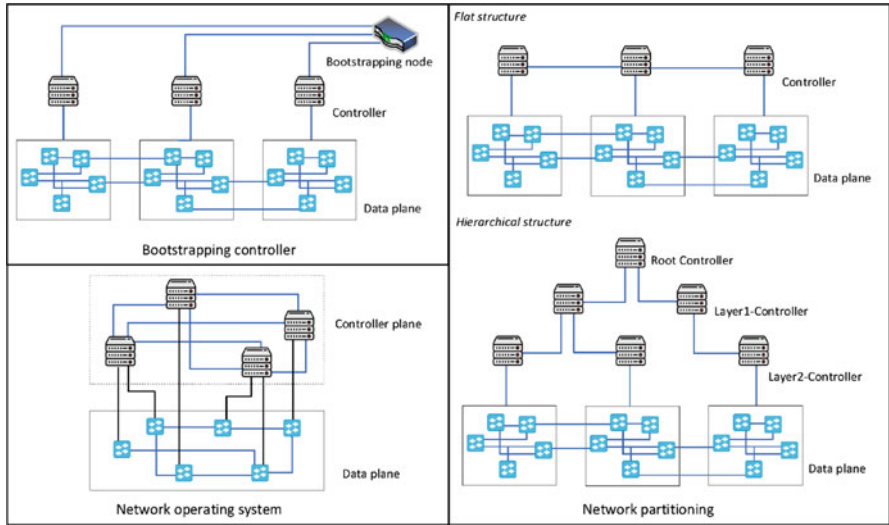 Bootstrapping node
Controller
Data plane
Bootstrapping controller
Controller plane
Data plane
Network operating system
Flat structure
Controller
Data plane
Hierarchical structure
Root Controller
Layer1-Controller
Layer2-Controller
Data plane
Network partitioning